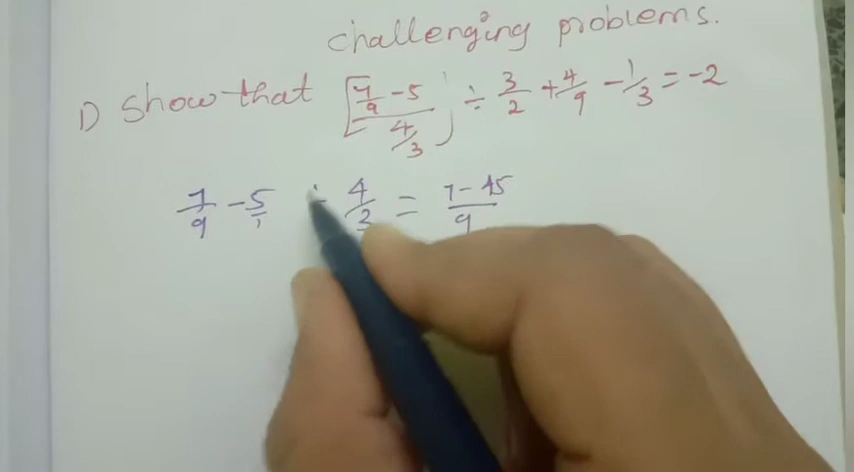 challenging problems.
1) Show that [(7/9 - 5) / (4/3)] ÷ 3/2 + 4/9 - 1/3 = -2
7/9 - 5/1 ÷ 4/3 = 7 - 45/9